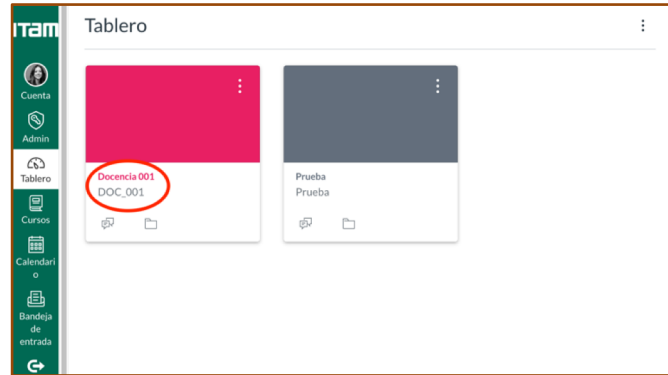 ITAM
Cuenta
Admin
Tablero
Cursos
Calendari
o
Bandeja
de
entrada
Tablero
Docencia 001
DOC_001
Prueba
Prueba